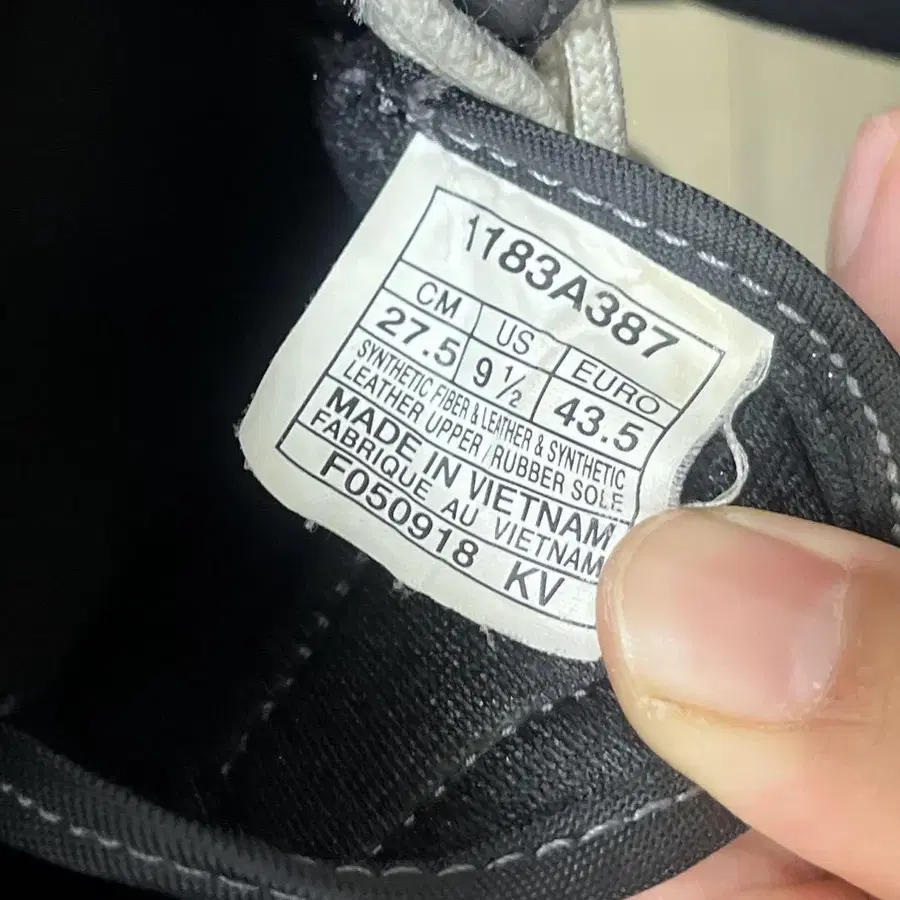 1183A387
CM US EURO
27.5 9 1/2 43.5
SYNTHETIC FIBER & LEATHER & SYNTHETIC
LEATHER UPPER / RUBBER SOLE
MADE IN VIETNAM
FABRIQUE AU VIETNAM
F050918 KV